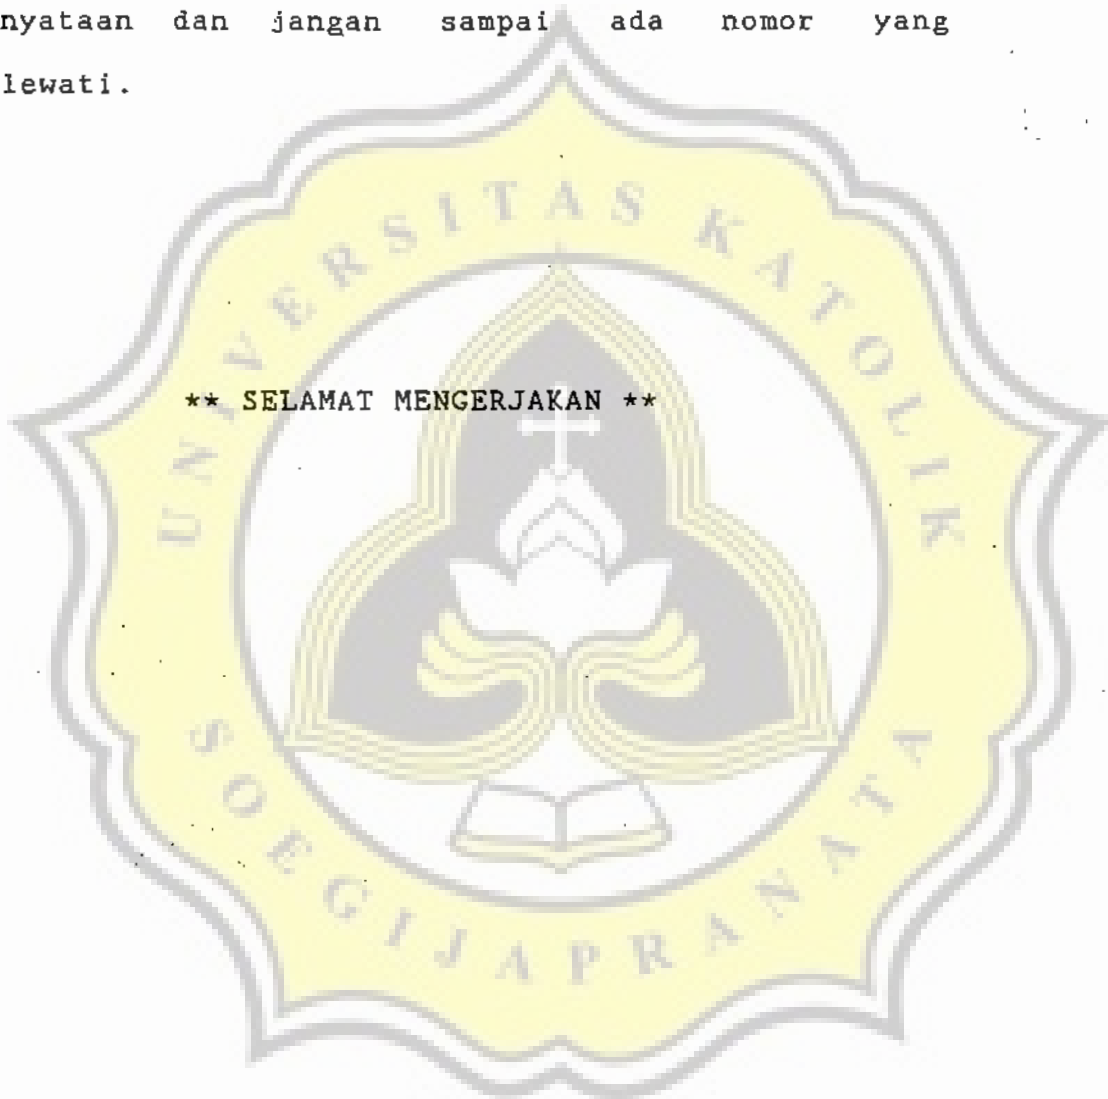 nyataan dan jangan sampai ada nomor yang
lewati.
UNIVERSITAS KATOLIK
** SELAMAT MENGERJAKAN **
SOEGIJAPRANATA